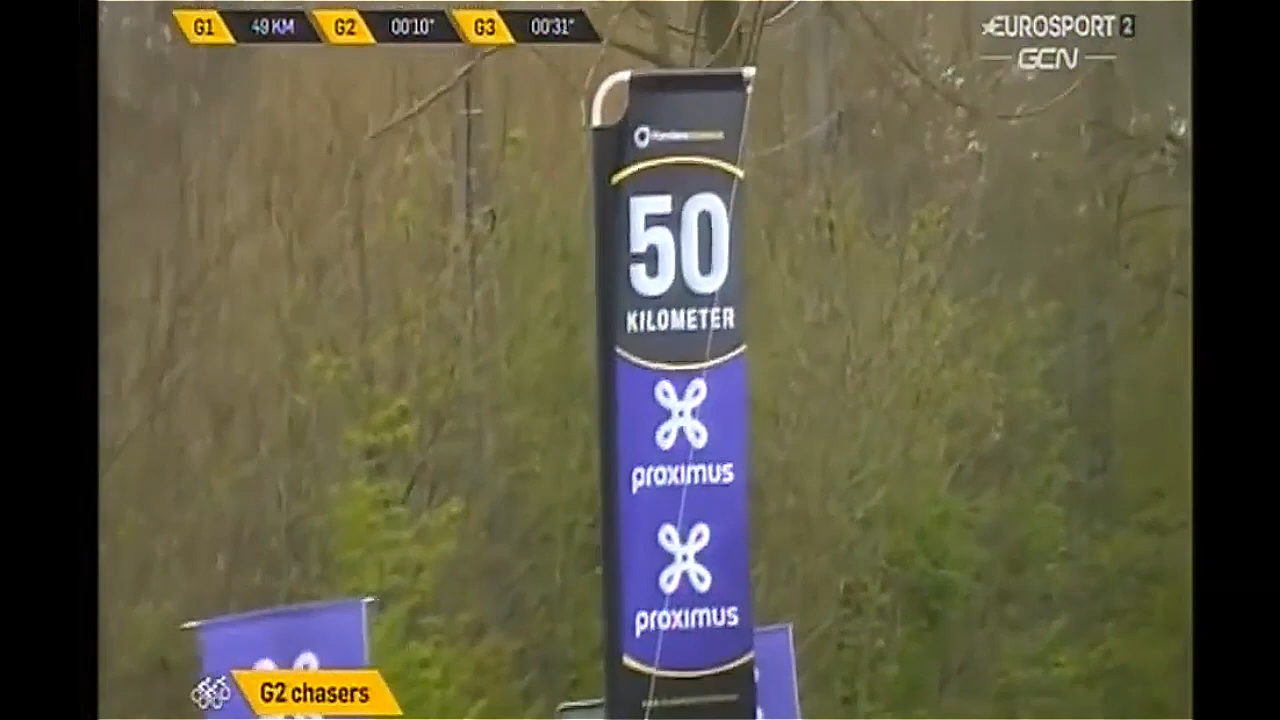 G1 49 KM G2 00'10" G3 00'31"
EUROSPORT 2
GCN
50
KILOMETER
proximus
proximus
G2 chasers